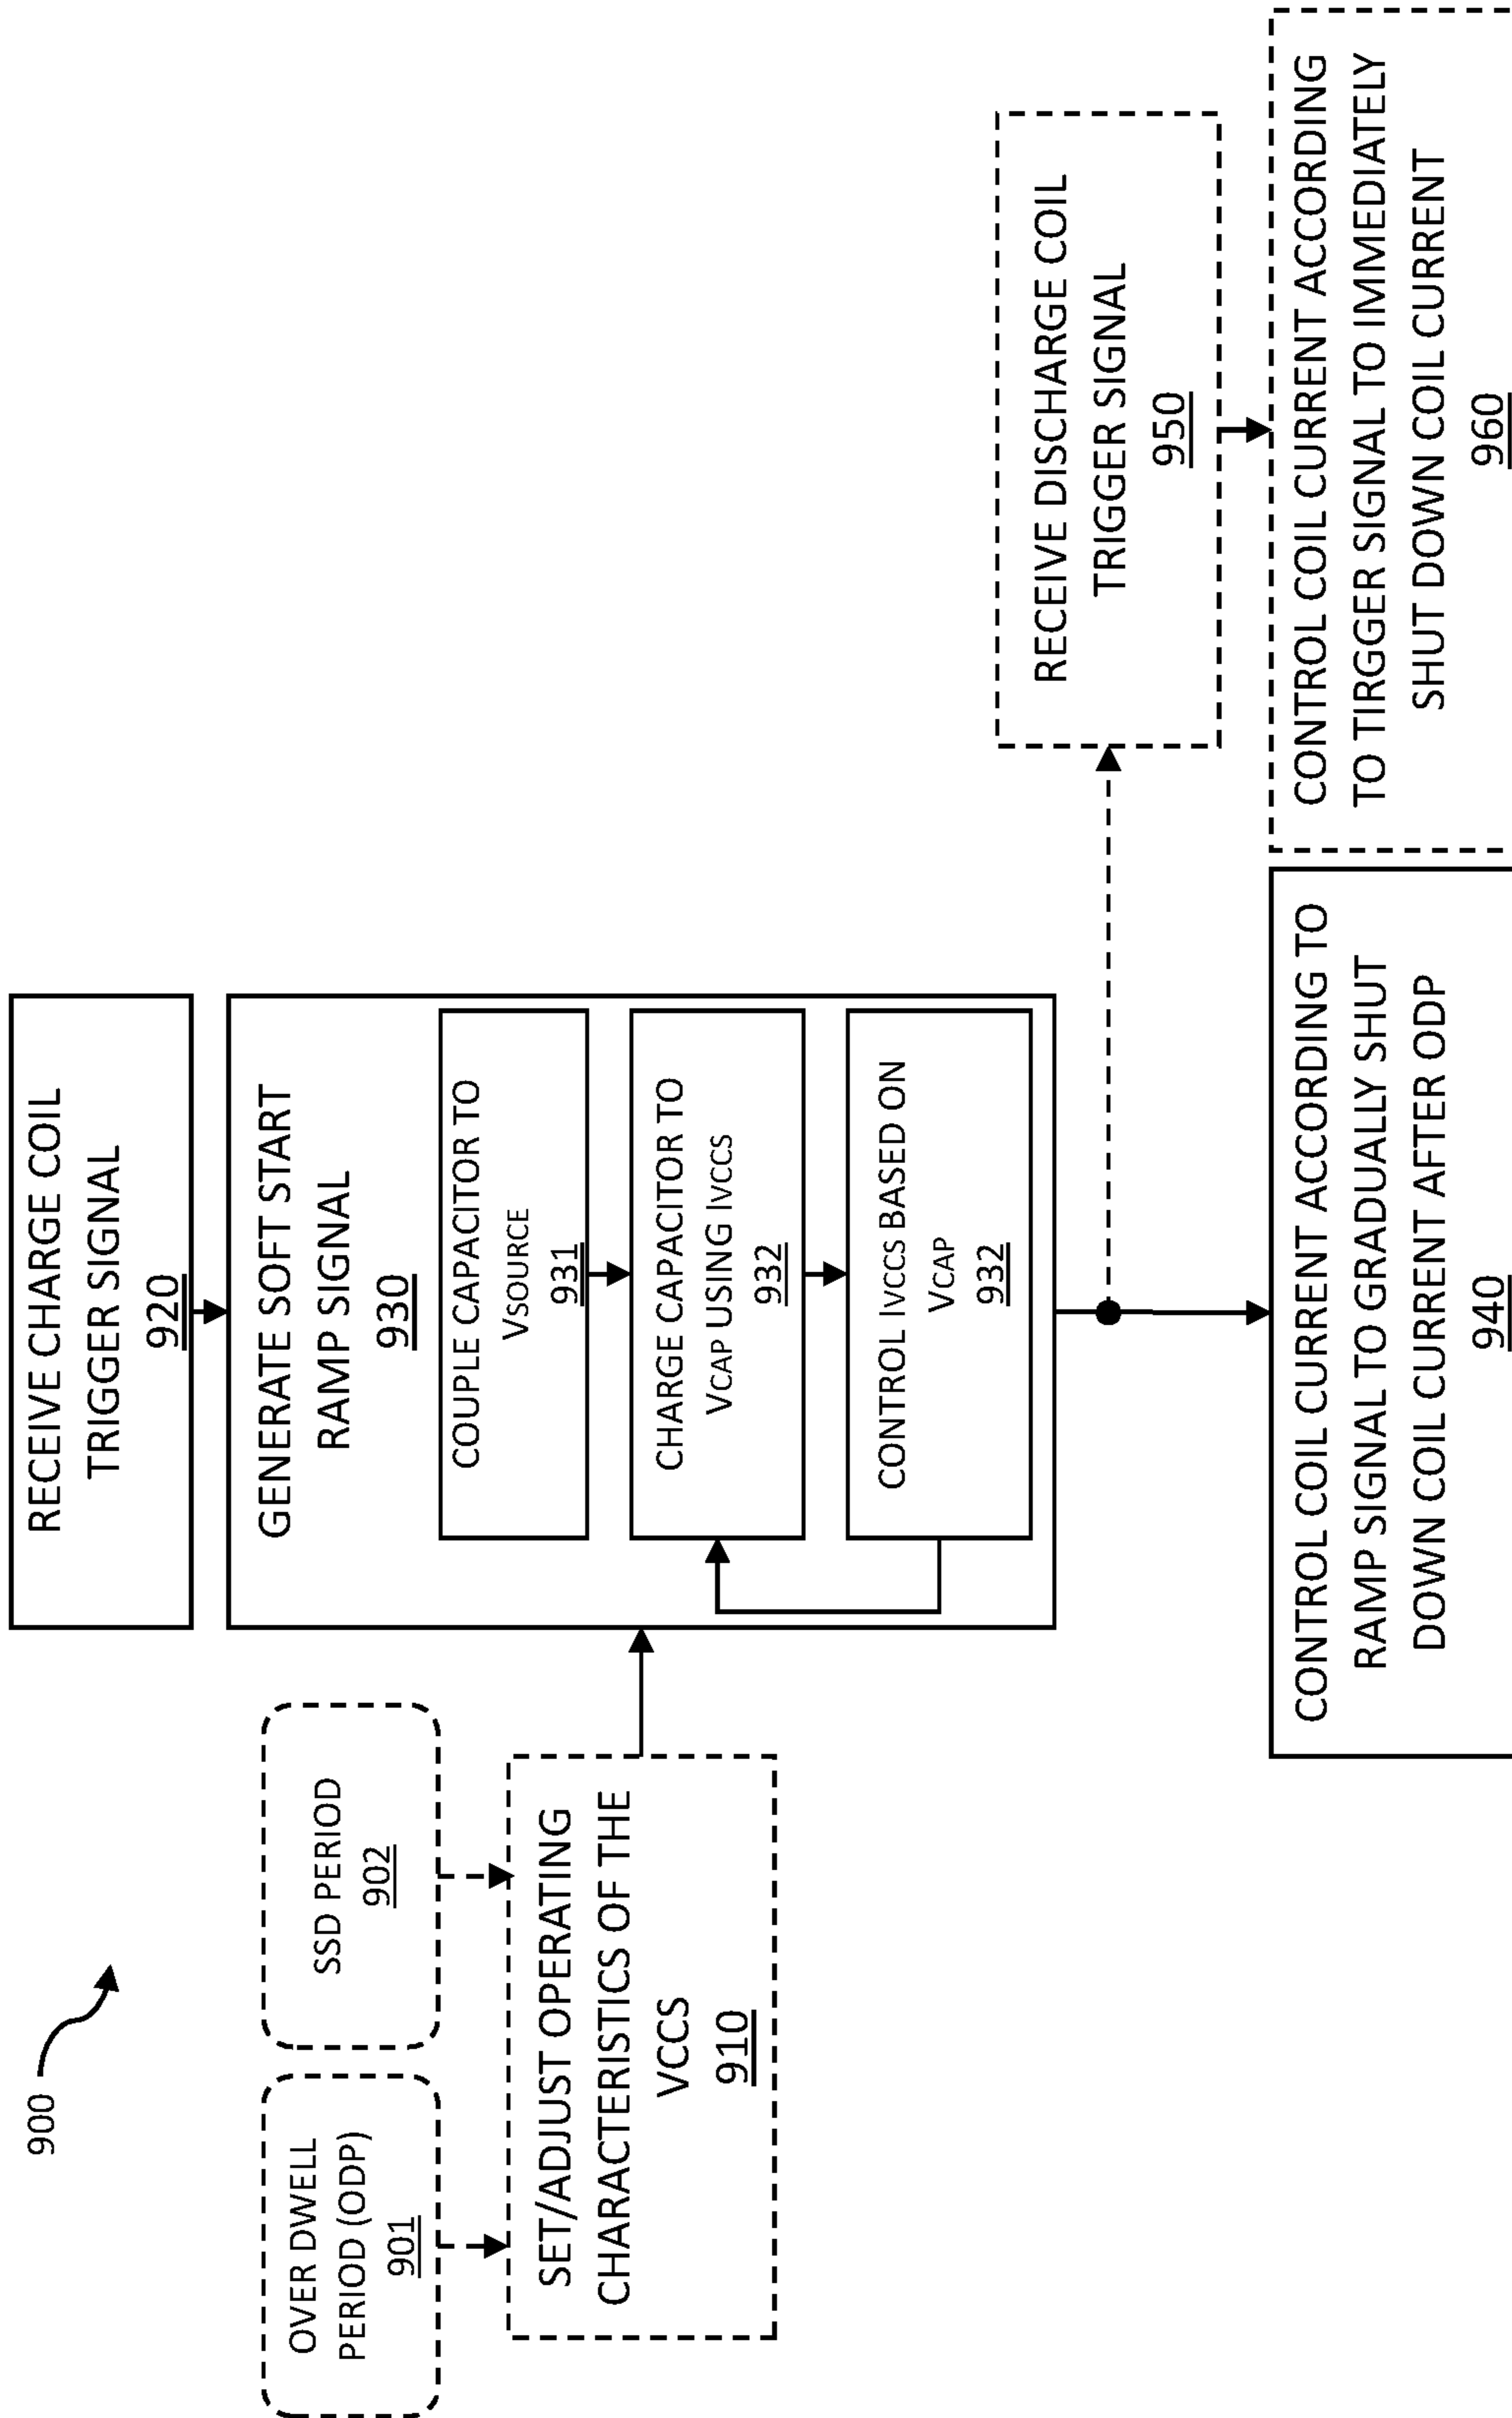 900
RECEIVE CHARGE COIL
TRIGGER SIGNAL
920
OVER DWELL
PERIOD (ODP)
901
SSD PERIOD
902
SET/ADJUST OPERATING
CHARACTERISTICS OF THE
VCCS
910
GENERATE SOFT START
RAMP SIGNAL
930
COUPLE CAPACITOR TO
VSOURCE
931
CHARGE CAPACITOR TO
VCAP USING IVCCS
932
CONTROL IVCCS BASED ON
VCAP
932
RECEIVE DISCHARGE COIL
TRIGGER SIGNAL
950
CONTROL COIL CURRENT ACCORDING TO
RAMP SIGNAL TO GRADUALLY SHUT
DOWN COIL CURRENT AFTER ODP
940
CONTROL COIL CURRENT ACCORDING
TO TIRGGER SIGNAL TO IMMEDIATELY
SHUT DOWN COIL CURRENT
960